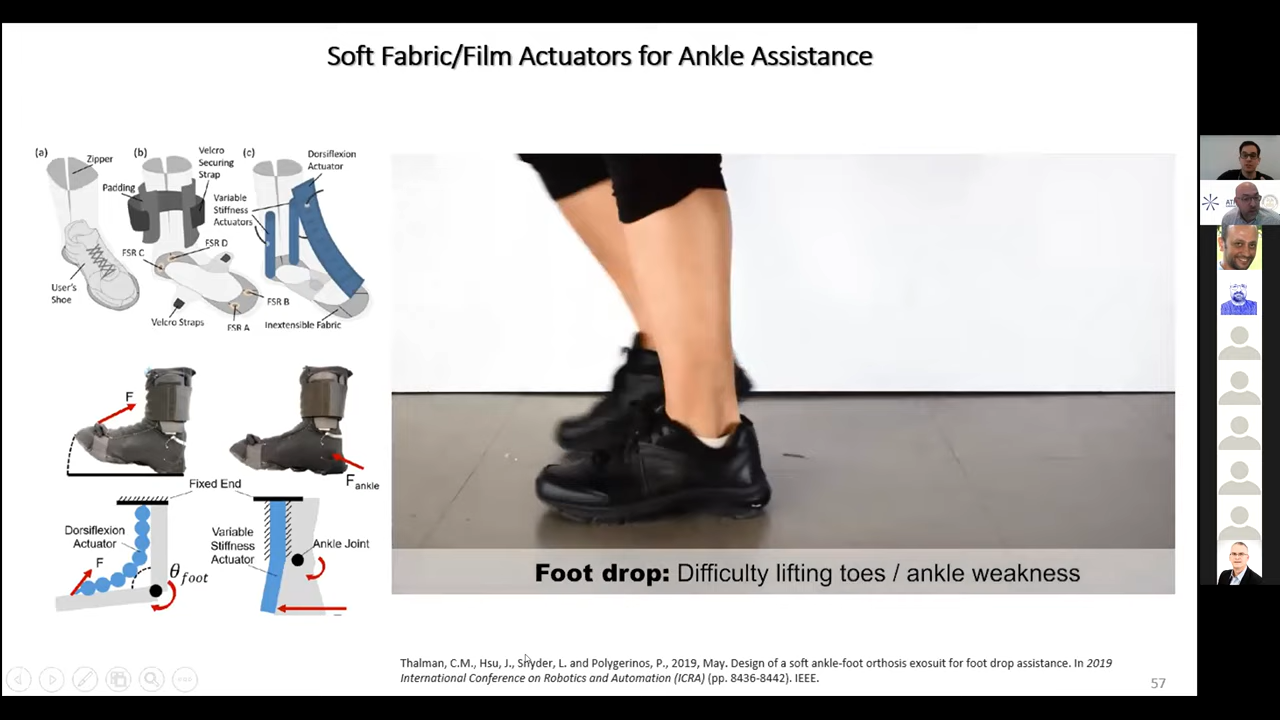 Soft Fabric/Film Actuators for Ankle Assistance
(a)
Zipper
User's
Shoe
(b)
Velcro
Securing
Strap
Padding
FSR D
FSR C
FSR B
FSR A
Velcro Straps
(c)
Dorsiflexion
Actuator
Variable
Stiffness
Actuators
Inextensible Fabric
F
F ankle
Fixed End
Dorsiflexion
Actuator
F
θfoot
Variable
Stiffness
Actuator
Ankle Joint
Foot drop: Difficulty lifting toes / ankle weakness
Thalman, C.M., Hsu, J., Snyder, L. and Polygerinos, P., 2019, May. Design of a soft ankle-foot orthosis exosuit for foot drop assistance. In 2019
International Conference on Robotics and Automation (ICRA) (pp. 8436-8442). IEEE.
57